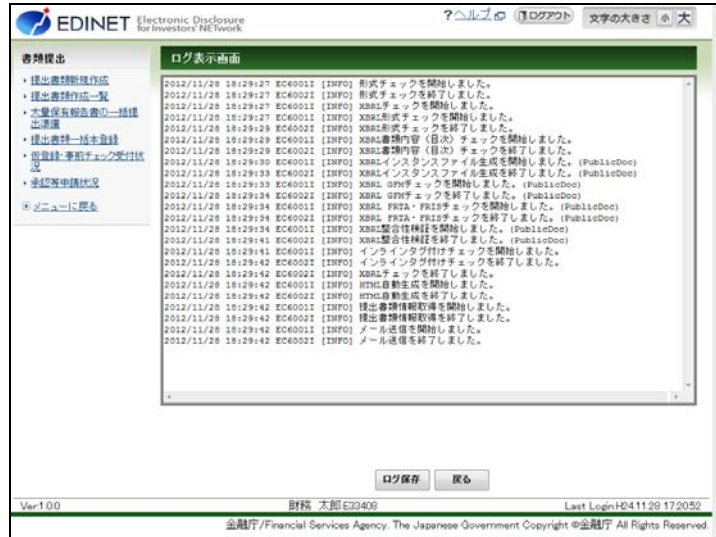 EDINET Electronic Disclosure for Investors' NETwork
?ヘルプ ログアウト 文字の大きさ 小 大
書類提出
・提出書類新規作成
・提出書類作成一覧
・大量保有報告書の一括提出準備
・提出書類一括本登録
・仮登録・事前チェック受付状況
・承認等申請状況
メニューに戻る
ログ表示画面
2012/11/28 18:29:27 EC6001I [INFO] 形式チェックを開始しました。
2012/11/28 18:29:27 EC6002I [INFO] 形式チェックを終了しました。
2012/11/28 18:29:27 EC6001I [INFO] XBRLチェックを開始しました。
2012/11/28 18:29:27 EC6001I [INFO] XBRL形式チェックを開始しました。
2012/11/28 18:29:29 EC6002I [INFO] XBRL形式チェックを終了しました。
2012/11/28 18:29:29 EC6001I [INFO] XBRL書類内容（目次）チェックを開始しました。
2012/11/28 18:29:29 EC6002I [INFO] XBRL書類内容（目次）チェックを終了しました。
2012/11/28 18:29:30 EC6001I [INFO] XBRLインスタンスファイル生成を開始しました。(PublicDoc)
2012/11/28 18:29:33 EC6002I [INFO] XBRLインスタンスファイル生成を終了しました。(PublicDoc)
2012/11/28 18:29:33 EC6001I [INFO] XBRL GFMチェックを開始しました。(PublicDoc)
2012/11/28 18:29:34 EC6002I [INFO] XBRL GFMチェックを終了しました。(PublicDoc)
2012/11/28 18:29:34 EC6001I [INFO] XBRL FRTA・FRISチェックを開始しました。(PublicDoc)
2012/11/28 18:29:34 EC6002I [INFO] XBRL FRTA・FRISチェックを終了しました。(PublicDoc)
2012/11/28 18:29:34 EC6001I [INFO] XBRL整合性検証を開始しました。(PublicDoc)
2012/11/28 18:29:41 EC6002I [INFO] XBRL整合性検証を終了しました。(PublicDoc)
2012/11/28 18:29:41 EC6001I [INFO] インラインタグ付けチェックを開始しました。
2012/11/28 18:29:42 EC6002I [INFO] インラインタグ付けチェックを終了しました。
2012/11/28 18:29:42 EC6002I [INFO] XBRLチェックを終了しました。
2012/11/28 18:29:42 EC6001I [INFO] HTML自動生成を開始しました。
2012/11/28 18:29:42 EC6002I [INFO] HTML自動生成を終了しました。
2012/11/28 18:29:42 EC6001I [INFO] 提出書類情報取得を開始しました。
2012/11/28 18:29:42 EC6002I [INFO] 提出書類情報取得を終了しました。
2012/11/28 18:29:42 EC6001I [INFO] メール送信を開始しました。
2012/11/28 18:29:42 EC6002I [INFO] メール送信を終了しました。
ログ保存 戻る
Ver.1.0.0 財務 太郎 E33408 Last Login:H24.11.28 17:20:52
金融庁/Financial Services Agency. The Japanese Government Copyright ©金融庁 All Rights Reserved.